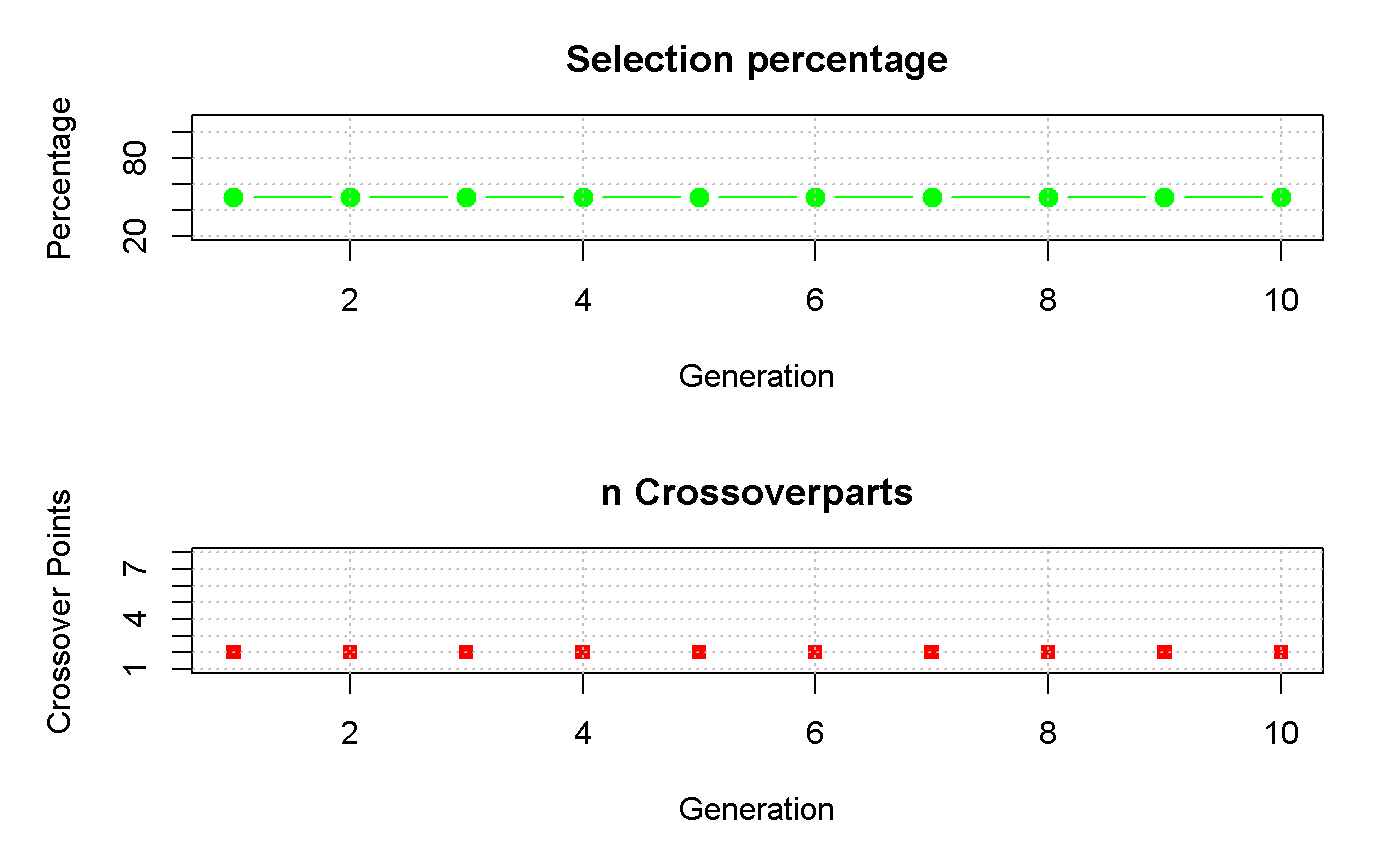 Selection percentage
Percentage
80
20
2 4 6 8 10
Generation
n Crossoverparts
Crossover Points
7
4
1
2 4 6 8 10
Generation